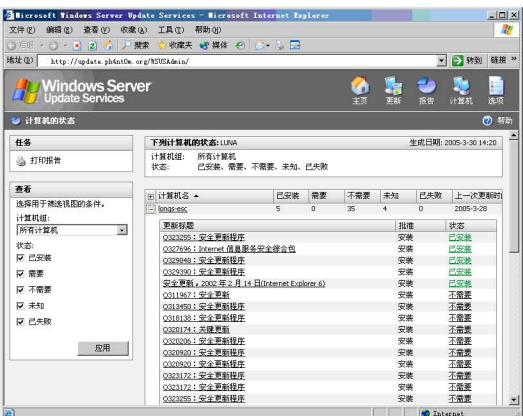 Microsoft Windows Server Update Services - Microsoft Internet Explorer
文件(F) 编辑(E) 查看(V) 收藏(A) 工具(T) 帮助(H)
后退 搜索 收藏夹 媒体
地址(D) http://update.ph4nt0m.org/WSUSAdmin/ 转到 链接 »
Windows Server
Update Services
主页 更新 报告 计算机 选项
计算机的状态 帮助
任务
打印报告
查看
选择用于筛选视图的条件。
计算机组:
所有计算机
状态:
已安装
需要
不需要
未知
已失败
应用
下列计算机的状态: LUNA 生成日期: 2005-3-30 14:20
计算机组: 所有计算机
状态: 已安装、需要、不需要、未知、已失败
计算机名 已安装 需要 不需要 未知 已失败 上一次更新时
longs-esc 5 0 35 4 0 2005-3-28
更新标题 批准 状态
Q323255：安全更新程序 安装 已安装
Q327696：Internet 信息服务安全综合包 安装 已安装
Q329048：安全更新程序 安装 已安装
Q329390：安全更新程序 安装 已安装
安全更新，2002 年 2 月 14 日(Internet Explorer 6) 安装 已安装
Q311967：安全更新 安装 不需要
Q313450：安全更新程序 安装 不需要
Q318138：安全更新程序 安装 不需要
Q320174：关键更新 安装 不需要
Q320206：安全更新程序 安装 不需要
Q320920：安全更新程序 安装 不需要
Q320920：安全更新程序 安装 不需要
Q323172：安全更新程序 安装 不需要
Q323172：安全更新程序 安装 不需要
Q323255：安全更新程序 安装 不需要
Internet